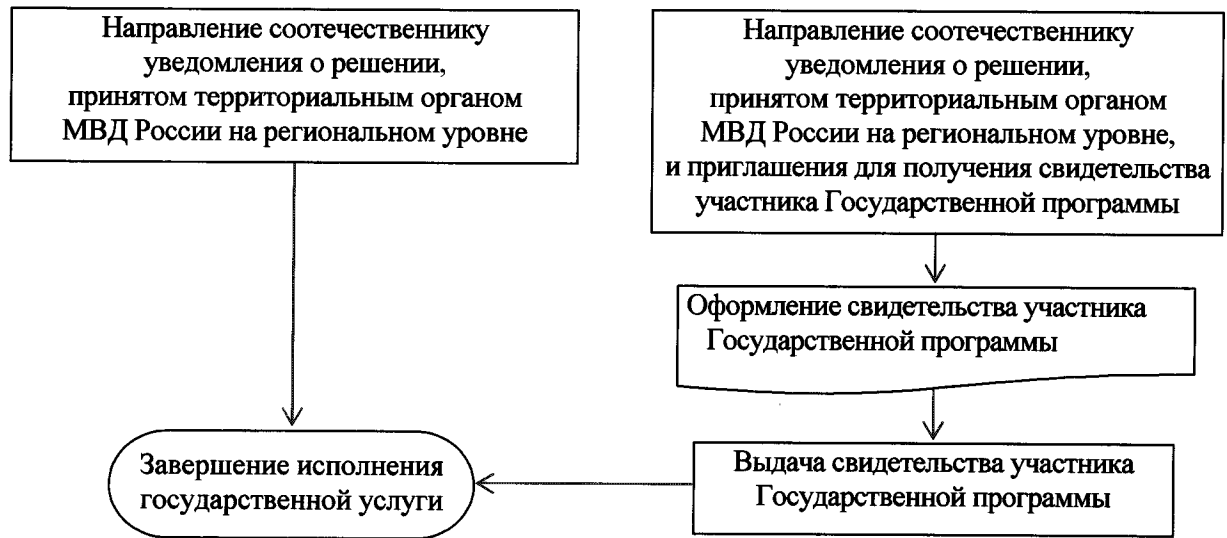 Направление соотечественнику
уведомления о решении,
принятом территориальным органом
МВД России на региональном уровне
Направление соотечественнику
уведомления о решении,
принятом территориальным органом
МВД России на региональном уровне,
и приглашения для получения свидетельства
участника Государственной программы
Оформление свидетельства участника
Государственной программы
Завершение исполнения
государственной услуги
Выдача свидетельства участника
Государственной программы